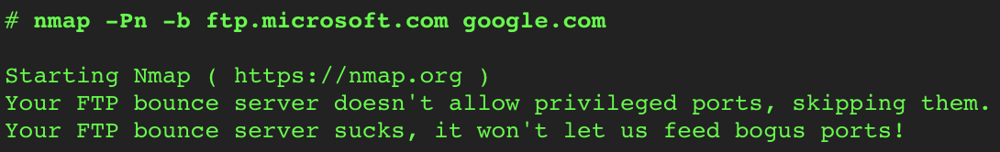 # nmap -Pn -b ftp.microsoft.com google.com
Starting Nmap ( https://nmap.org )
Your FTP bounce server doesn't allow privileged ports, skipping them.
Your FTP bounce server sucks, it won't let us feed bogus ports!